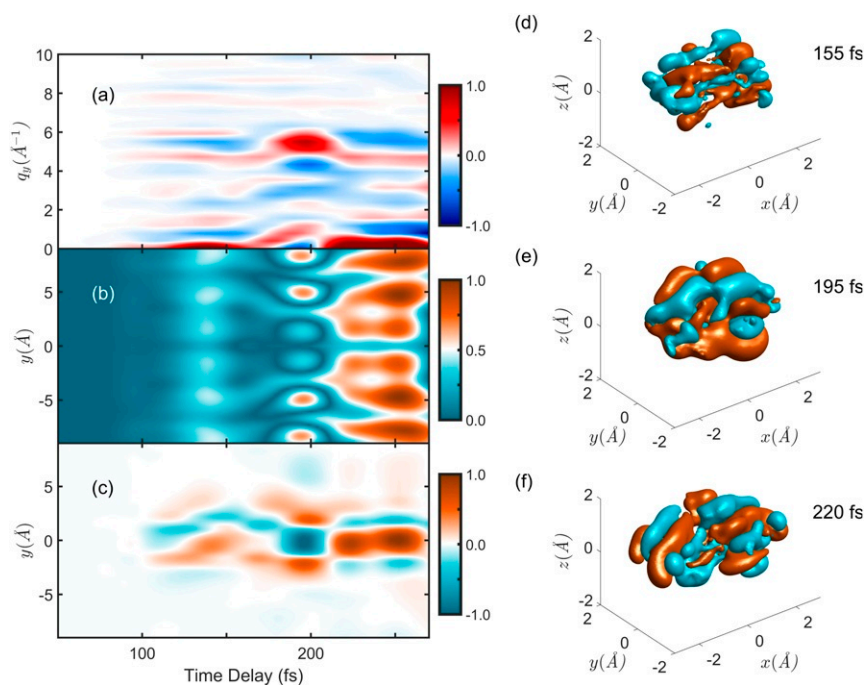 (a)
10
8
6
4
2
0
q_y(Å⁻¹)
1.0
0.0
-1.0
(b)
5
0
-5
y(Å)
1.0
0.5
0.0
(c)
5
0
-5
y(Å)
1.0
0.0
-1.0
100
200
Time Delay (fs)
(d)
155 fs
2
0
-2
z(Å)
2
0
-2
y(Å)
-2
0
2
x(Å)
(e)
195 fs
2
0
-2
z(Å)
2
0
-2
y(Å)
-2
0
2
x(Å)
(f)
220 fs
2
0
-2
z(Å)
2
0
-2
y(Å)
-2
0
2
x(Å)